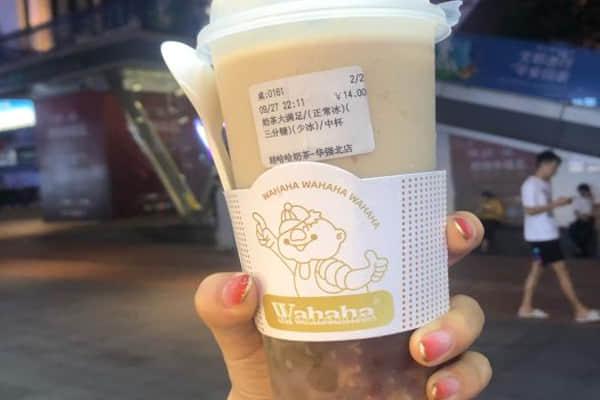 桌:0161 2/2
09/27 22:11 ￥14.00
奶茶大满足/(正常冰)(
三分糖)(少冰)/中杯
娃哈哈奶茶-华强北店
WAHAHA WAHAHA WAHAHA
Wahaha